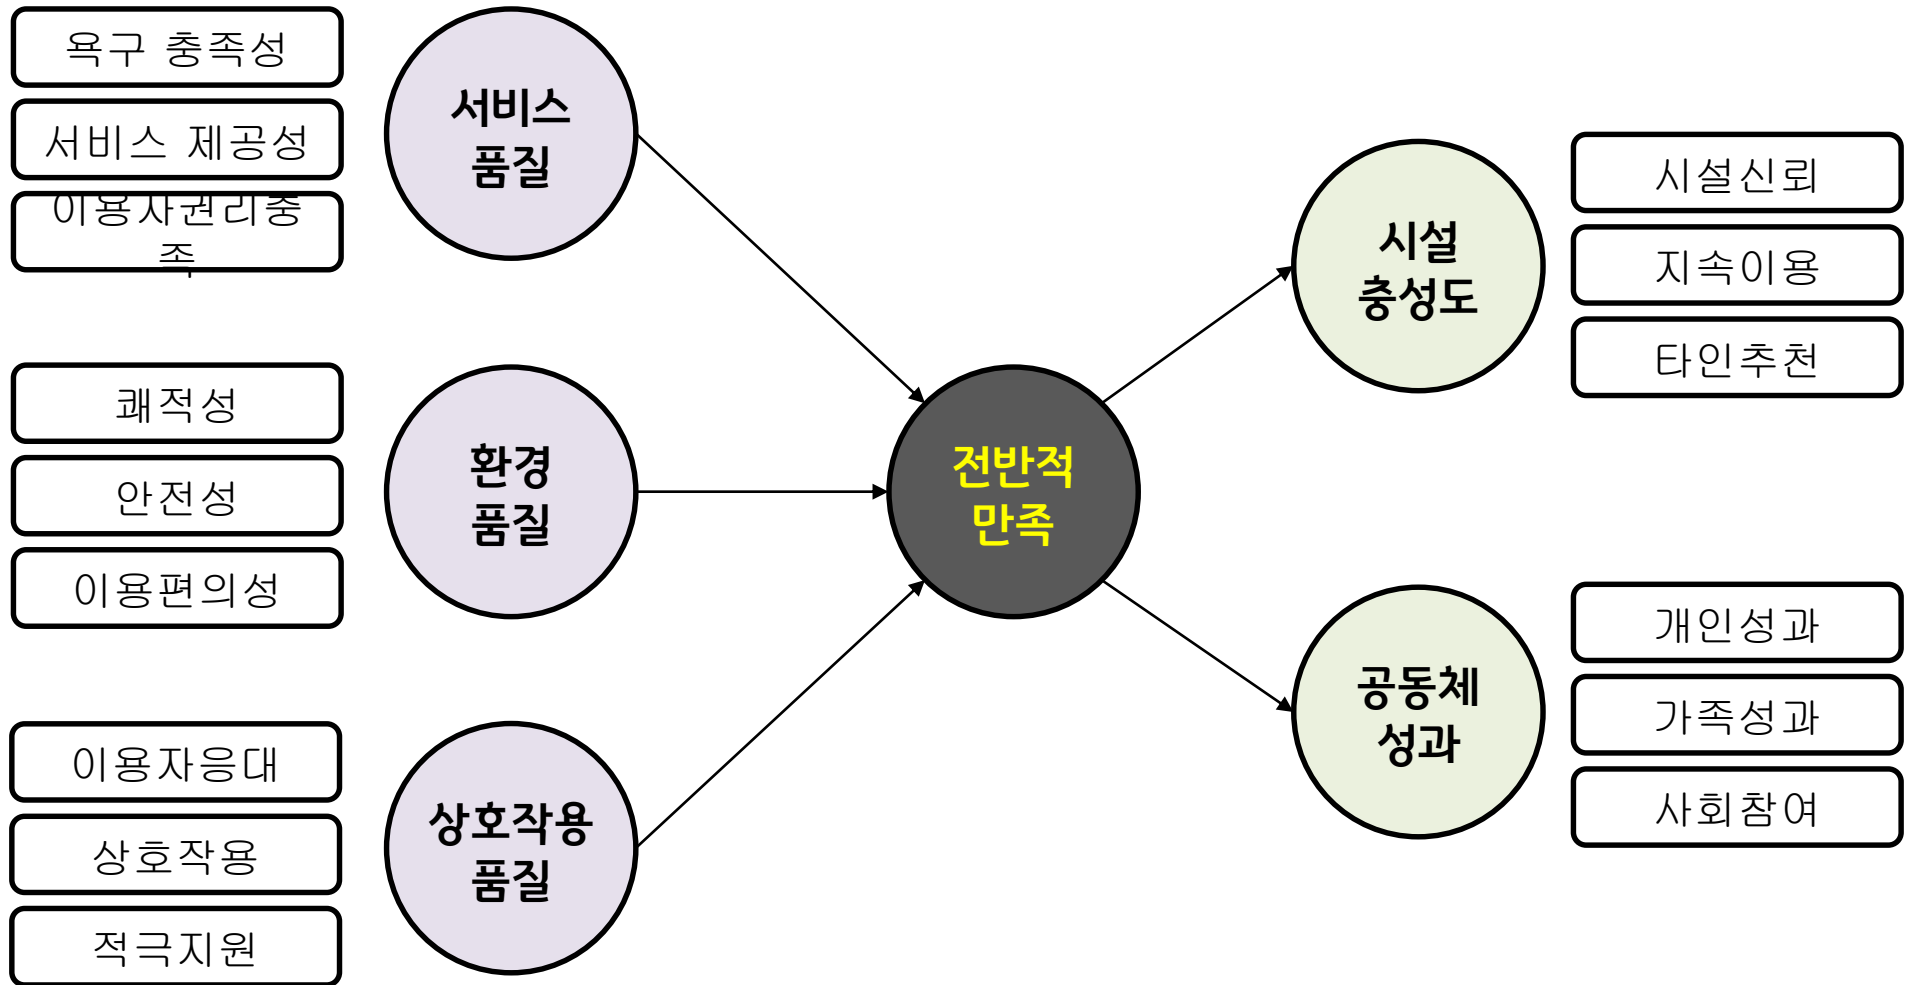 욕구 충족성
서비스 제공성
이용자권리충
족
서비스
품질
쾌적성
안전성
이용편의성
환경
품질
이용자응대
상호작용
적극지원
상호작용
품질
전반적
만족
시설
충성도
시설신뢰
지속이용
타인추천
공동체
성과
개인성과
가족성과
사회참여